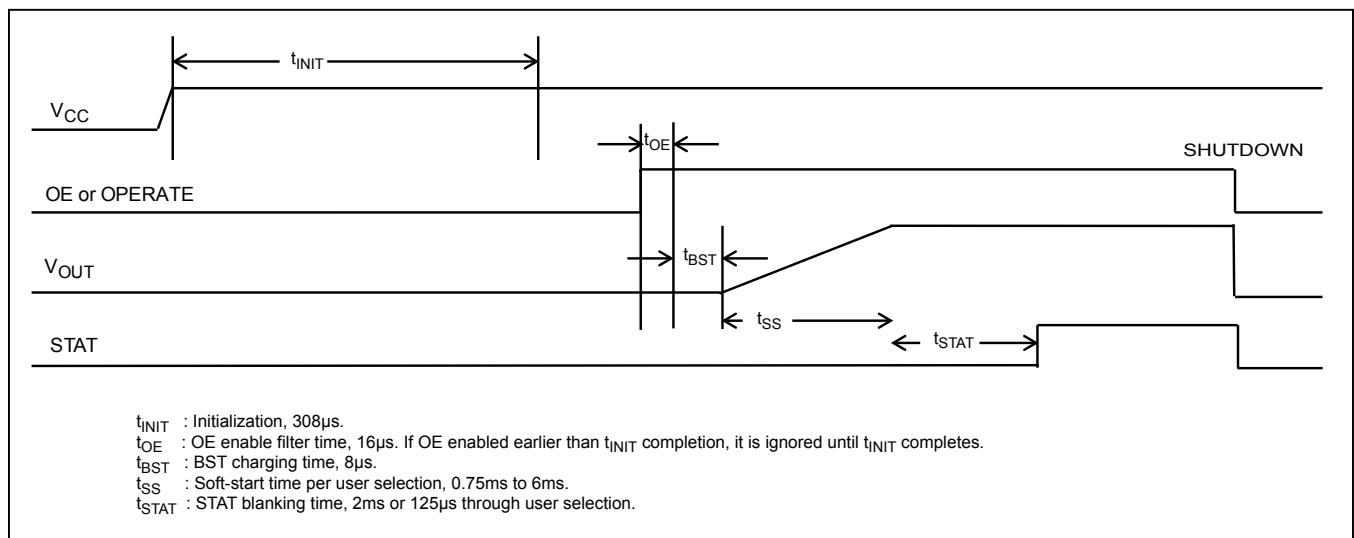 tINIT
VCC
tOE
SHUTDOWN
OE or OPERATE
tBST
VOUT
tSS
tSTAT
STAT
tINIT : Initialization, 308µs.
tOE : OE enable filter time, 16µs. If OE enabled earlier than tINIT completion, it is ignored until tINIT completes.
tBST : BST charging time, 8µs.
tSS : Soft-start time per user selection, 0.75ms to 6ms.
tSTAT : STAT blanking time, 2ms or 125µs through user selection.